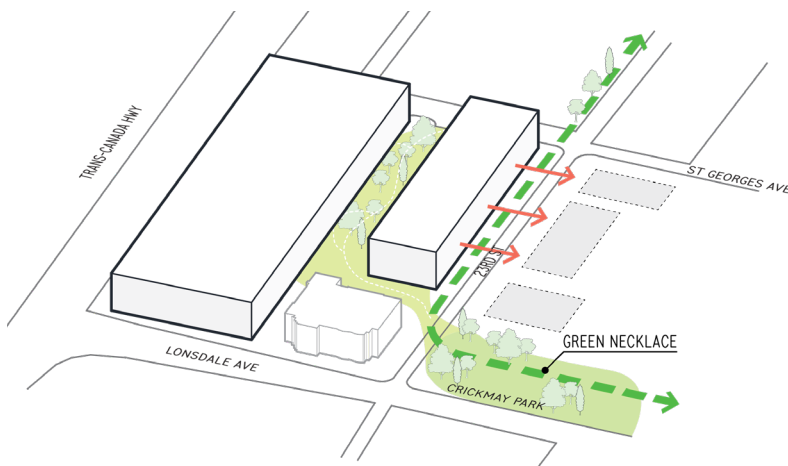 TRANS-CANADA HWY
ST GEORGES AVE
23RD ST
GREEN NECKLACE
LONSDALE AVE
CRICKMAY PARK